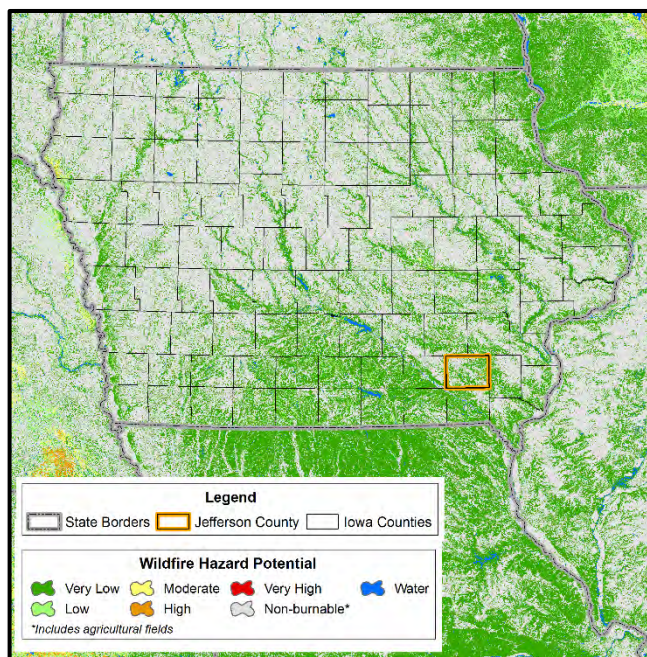 Legend
State Borders Jefferson County Iowa Counties
Wildfire Hazard Potential
Very Low Moderate Very High Water
Low High Non-burnable*
*Includes agricultural fields